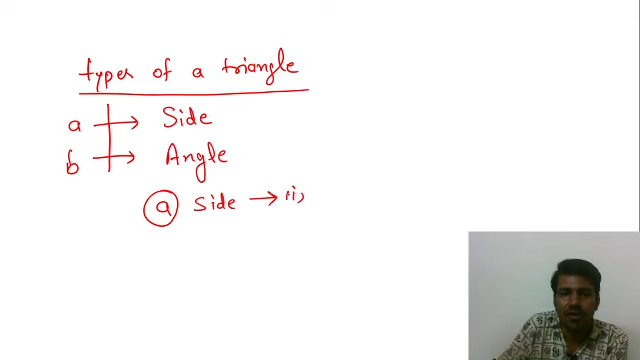 types of a triangle
a → Side
b → Angle
a side → (i)